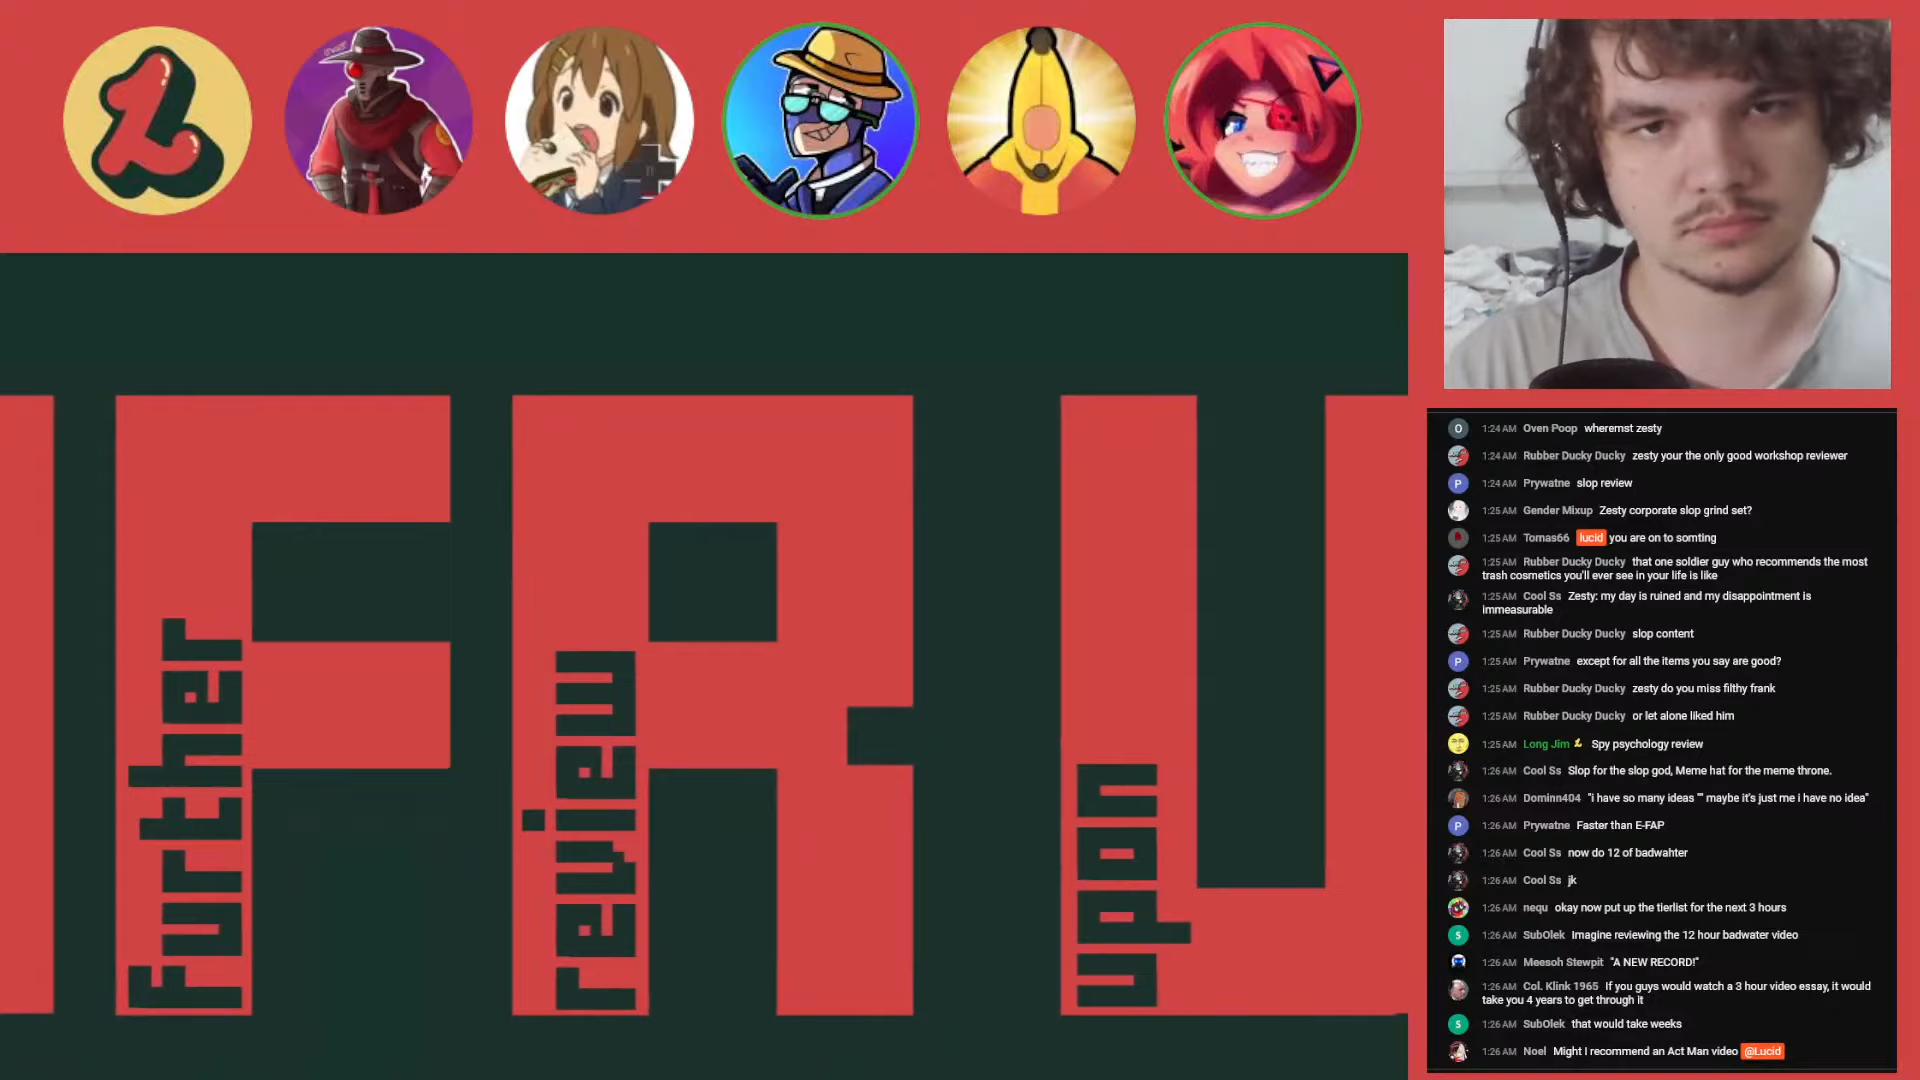 FRU
Further
review
upon
1:24 AM Oven Poop wheremst zesty
1:24 AM Rubber Ducky Ducky zesty your the only good workshop reviewer
1:24 AM Prywatne slop review
1:25 AM Gender Mixup Zesty corporate slop grind set?
1:25 AM Tomas66 lucid you are on to somting
1:25 AM Rubber Ducky Ducky that one soldier guy who recommends the most
trash cosmetics you'll ever see in your life is like
1:25 AM Cool Ss Zesty: my day is ruined and my disappointment is
immeasurable
1:25 AM Rubber Ducky Ducky slop content
1:25 AM Prywatne except for all the items you say are good?
1:25 AM Rubber Ducky Ducky zesty do you miss filthy frank
1:25 AM Rubber Ducky Ducky or let alone liked him
1:25 AM Long Jim Spy psychology review
1:26 AM Cool Ss Slop for the slop god, Meme hat for the meme throne.
1:26 AM Dominn404 "i have so many ideas "" maybe it's just me i have no idea"
1:26 AM Prywatne Faster than E-FAP
1:26 AM Cool Ss now do 12 of badwahter
1:26 AM Cool Ss jk
1:26 AM nequ okay now put up the tierlist for the next 3 hours
1:26 AM SubOlek Imagine reviewing the 12 hour badwater video
1:26 AM Meesoh Stewpit "A NEW RECORD!"
1:26 AM Col. Klink 1965 If you guys would watch a 3 hour video essay, it would
take you 4 years to get through it
1:26 AM SubOlek that would take weeks
1:26 AM Noel Might I recommend an Act Man video @Lucid